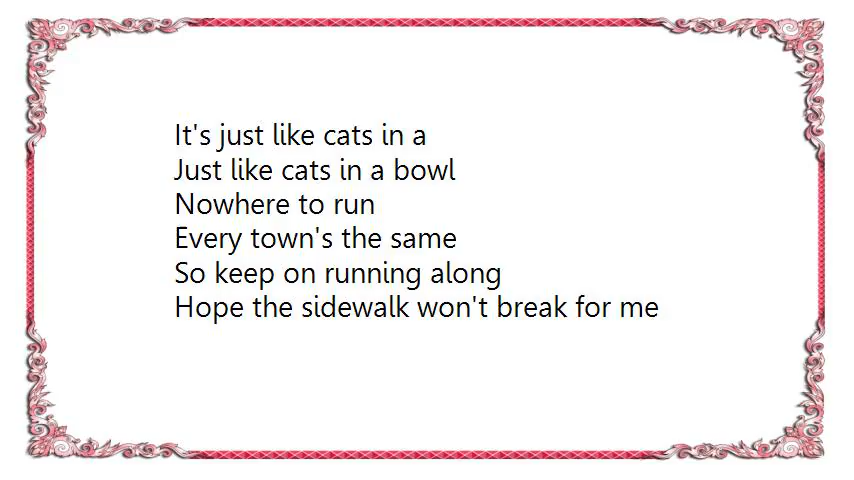 It's just like cats in a
Just like cats in a bowl
Nowhere to run
Every town's the same
So keep on running along
Hope the sidewalk won't break for me